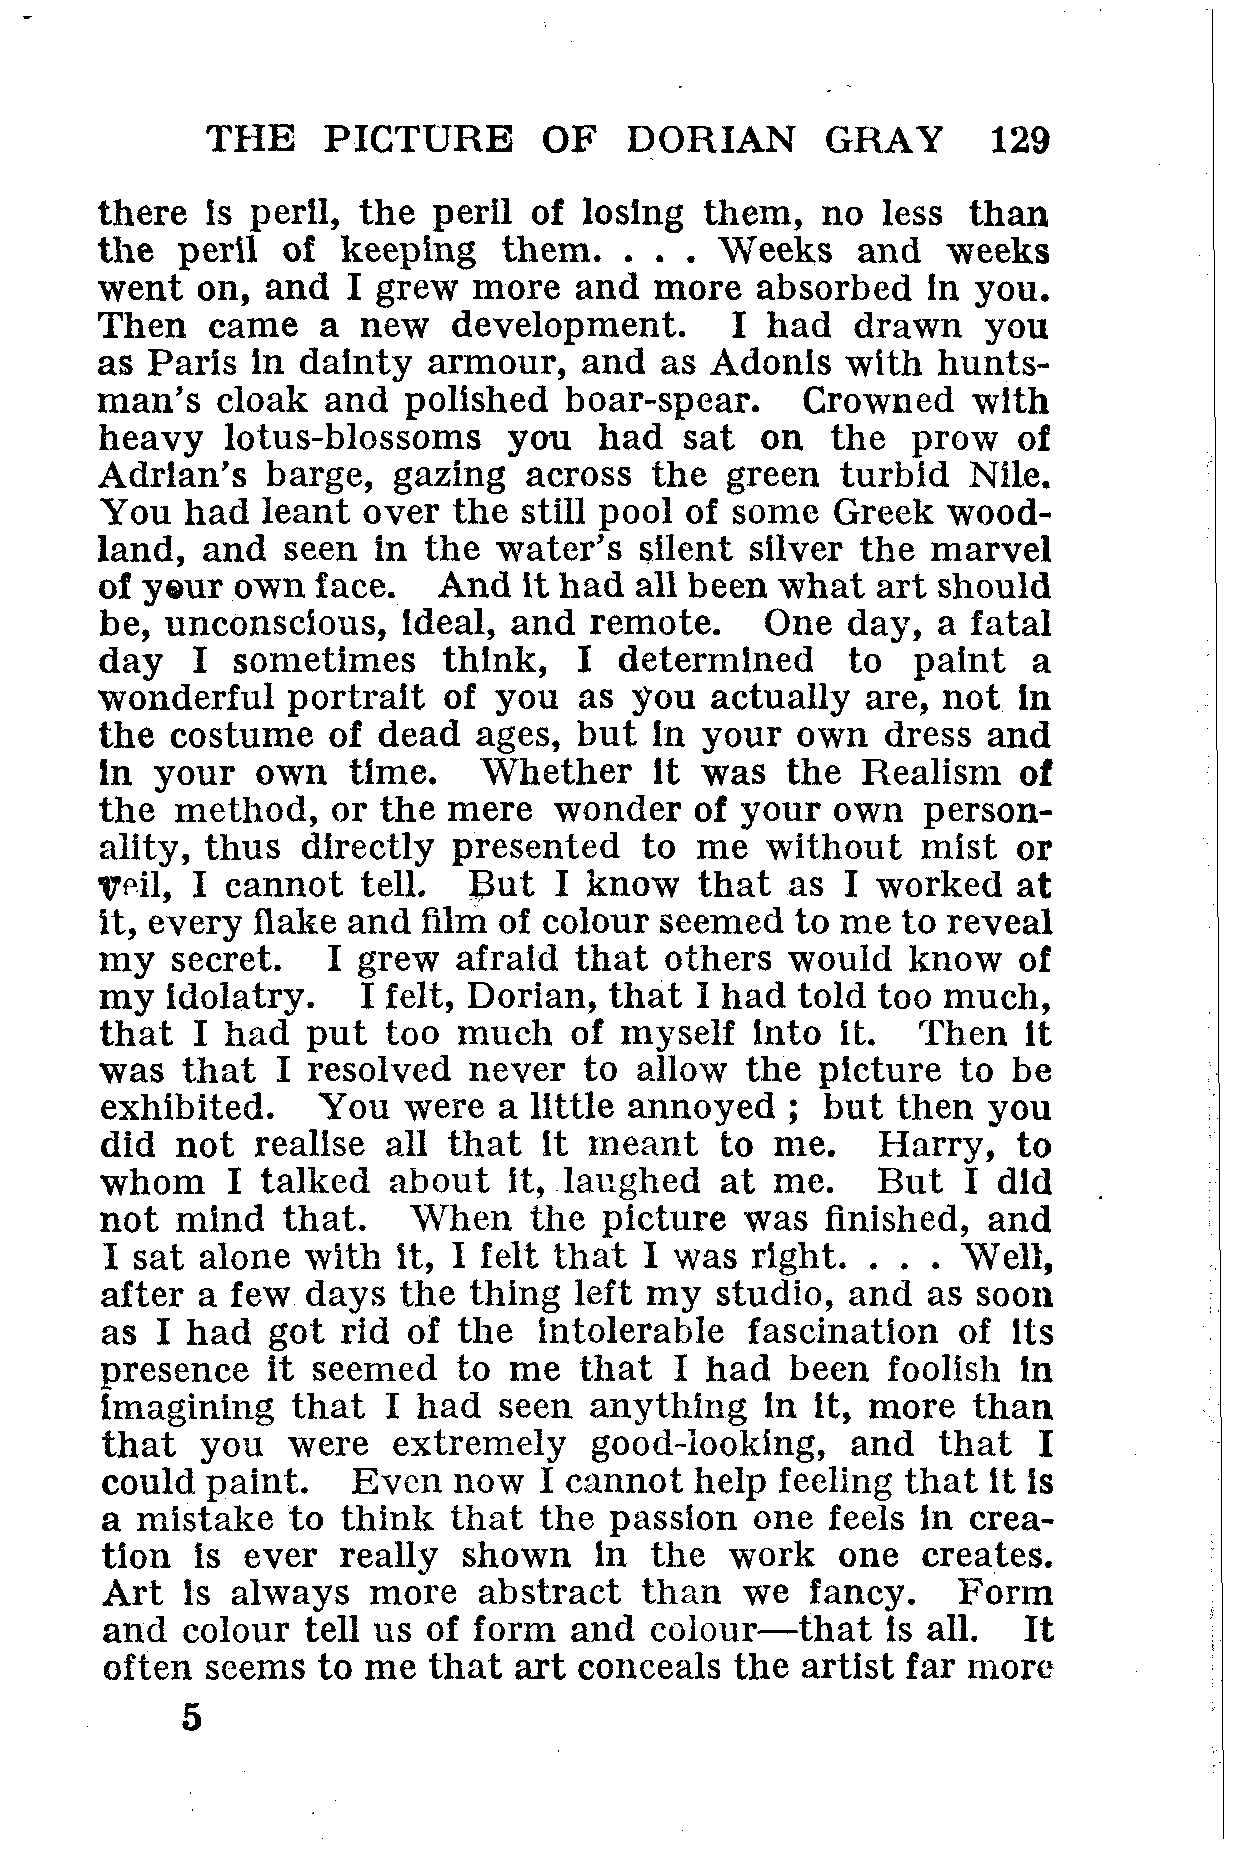 THE PICTURE OF DORIAN GRAY 129
there is peril, the peril of losing them, no less than
the peril of keeping them. . . . Weeks and weeks
went on, and I grew more and more absorbed in you.
Then came a new development. I had drawn you
as Paris in dainty armour, and as Adonis with hunts-
man's cloak and polished boar-spear. Crowned with
heavy lotus-blossoms you had sat on the prow of
Adrian's barge, gazing across the green turbid Nile.
You had leant over the still pool of some Greek wood-
land, and seen in the water's silent silver the marvel
of your own face. And it had all been what art should
be, unconscious, ideal, and remote. One day, a fatal
day I sometimes think, I determined to paint a
wonderful portrait of you as you actually are, not in
the costume of dead ages, but in your own dress and
in your own time. Whether it was the Realism of
the method, or the mere wonder of your own person-
ality, thus directly presented to me without mist or
veil, I cannot tell. But I know that as I worked at
it, every flake and film of colour seemed to me to reveal
my secret. I grew afraid that others would know of
my idolatry. I felt, Dorian, that I had told too much,
that I had put too much of myself into it. Then it
was that I resolved never to allow the picture to be
exhibited. You were a little annoyed ; but then you
did not realise all that it meant to me. Harry, to
whom I talked about it, laughed at me. But I did
not mind that. When the picture was finished, and
I sat alone with it, I felt that I was right. . . . Well,
after a few days the thing left my studio, and as soon
as I had got rid of the intolerable fascination of its
presence it seemed to me that I had been foolish in
imagining that I had seen anything in it, more than
that you were extremely good-looking, and that I
could paint. Even now I cannot help feeling that it is
a mistake to think that the passion one feels in crea-
tion is ever really shown in the work one creates.
Art is always more abstract than we fancy. Form
and colour tell us of form and colour—that is all. It
often seems to me that art conceals the artist far more
5